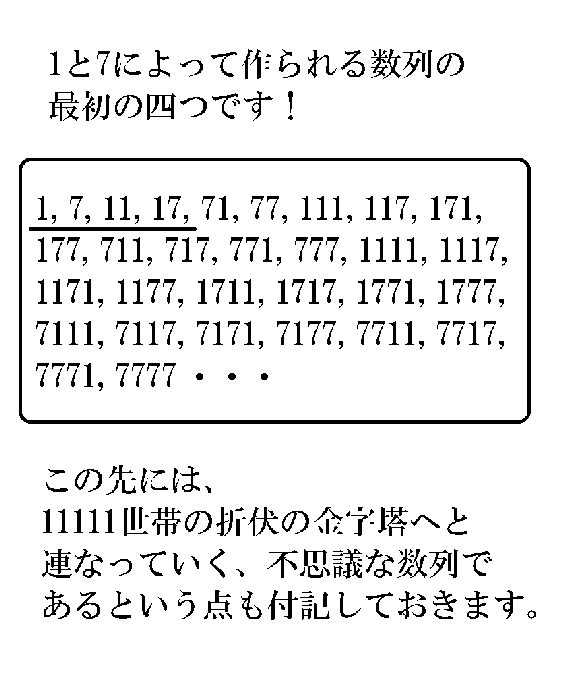 1と7によって作られる数列の
最初の四つです！
1, 7, 11, 17, 71, 77, 111, 117, 171,
177, 711, 717, 771, 777, 1111, 1117,
1171, 1177, 1711, 1717, 1771, 1777,
7111, 7117, 7171, 7177, 7711, 7717,
7771, 7777 ・・・
この先には、
11111世帯の折伏の金字塔へと
連なっていく、不思議な数列で
あるという点も付記しておきます。